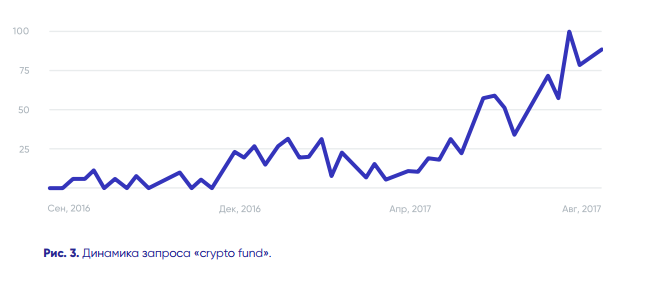 100
75
50
25
Сен, 2016 Дек, 2016 Апр, 2017 Авг, 2017
Рис. 3. Динамика запроса «crypto fund».